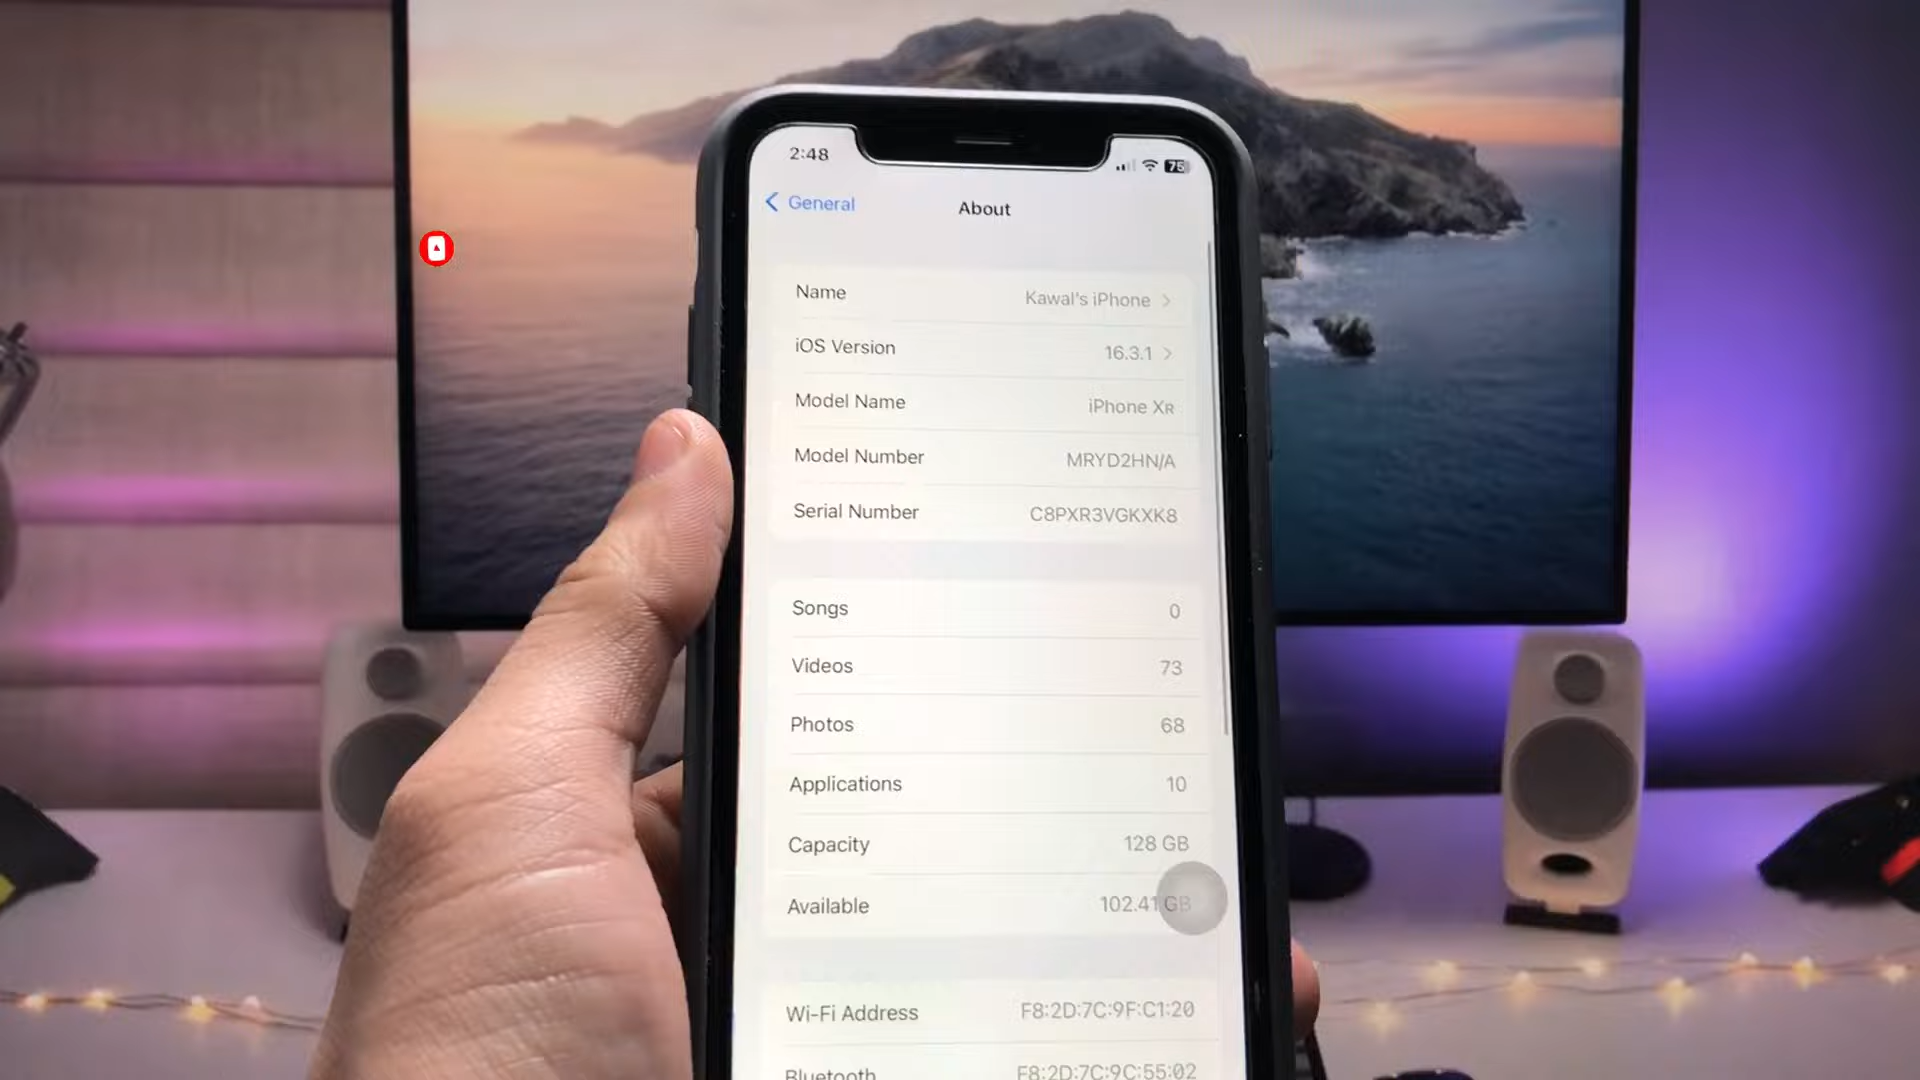 2:48
75
General
About
Name Kawal's iPhone
iOS Version 16.3.1
Model Name iPhone XR
Model Number MRYD2HN/A
Serial Number C8PXR3VGKXK8
Songs 0
Videos 73
Photos 68
Applications 10
Capacity 128 GB
Available 102.41 GB
Wi-Fi Address F8:2D:7C:9F:C1:20
Bluetooth F8:2D:7C:9C:55:02